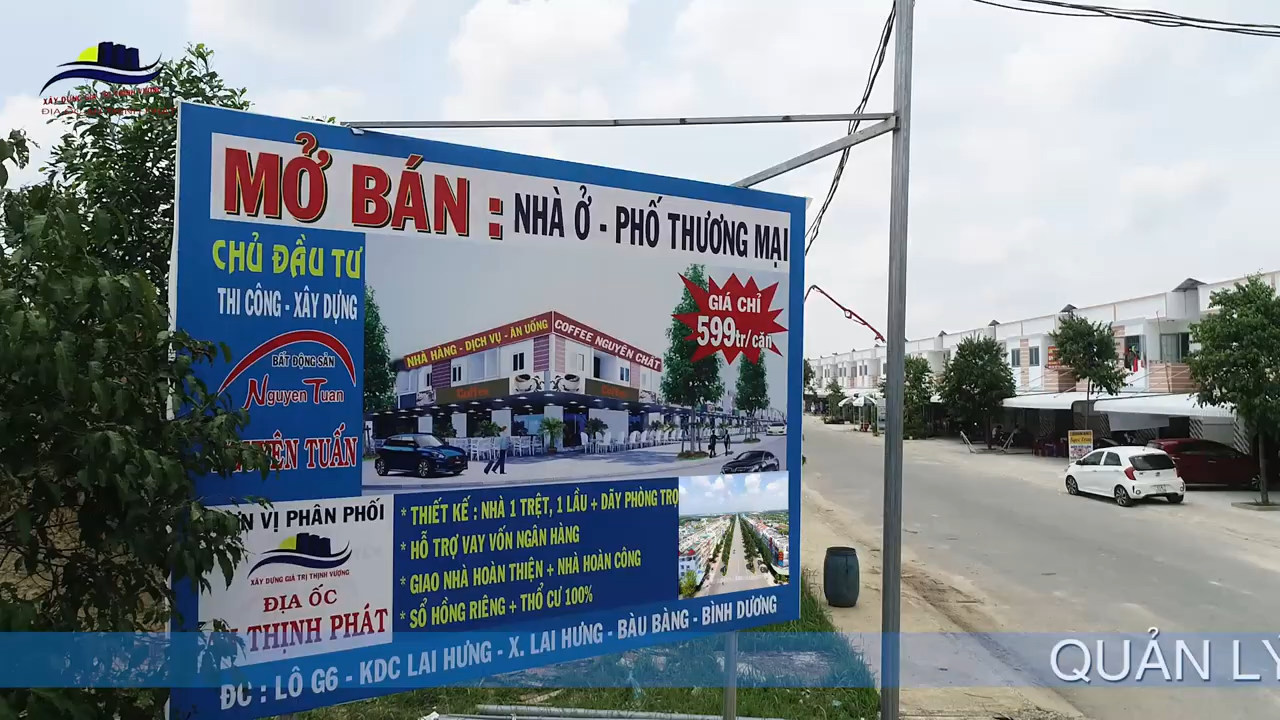 MỞ BÁN : NHÀ Ở - PHỐ THƯƠNG MẠI
CHỦ ĐẦU TƯ
THI CÔNG - XÂY DỰNG
BẤT ĐỘNG SẢN
Nguyen Tuan
TUẤN
NHÀ HÀNG - DỊCH VỤ - ĂN UỐNG
COFFEE NGUYÊN CHẤT
Coffee
GIÁ CHỈ
599tr/căn
VỊ PHÂN PHỐI
XÂY DỰNG GIÁ TRỊ THỊNH VƯỢNG
ĐỊA ỐC
THỊNH PHÁT
* THIẾT KẾ : NHÀ 1 TRỆT, 1 LẦU + DÃY PHÒNG TRỌ
* HỖ TRỢ VAY VỐN NGÂN HÀNG
* GIAO NHÀ HOÀN THIỆN + NHÀ HOÀN CÔNG
* SỔ HỒNG RIÊNG + THỔ CƯ 100%
ĐC : LÔ G6 - KDC LAI HƯNG - X. LAI HƯNG - BÀU BÀNG - BÌNH DƯƠNG
QUẢN LÝ